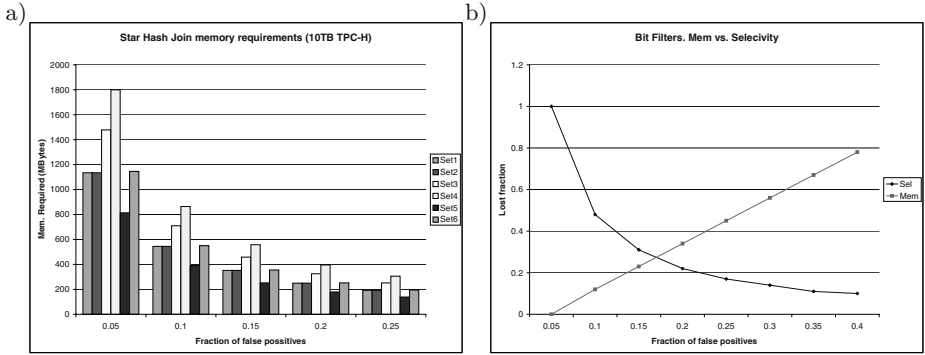 a)
Star Hash Join memory requirements (10TB TPC-H)
2000
1800
1600
1400
1200
1000
800
600
400
200
0
Mem. Required (MBytes)
0.05 0.1 0.15 0.2 0.25
Fraction of false possitives
Set1
Set2
Set3
Set4
Set5
Set6
b)
Bit Filters. Mem vs. Selecivity
1.2
1
0.8
0.6
0.4
0.2
0
Lost fraction
0.05 0.1 0.15 0.2 0.25 0.3 0.35 0.4
Fraction of false positives
Sel
Mem